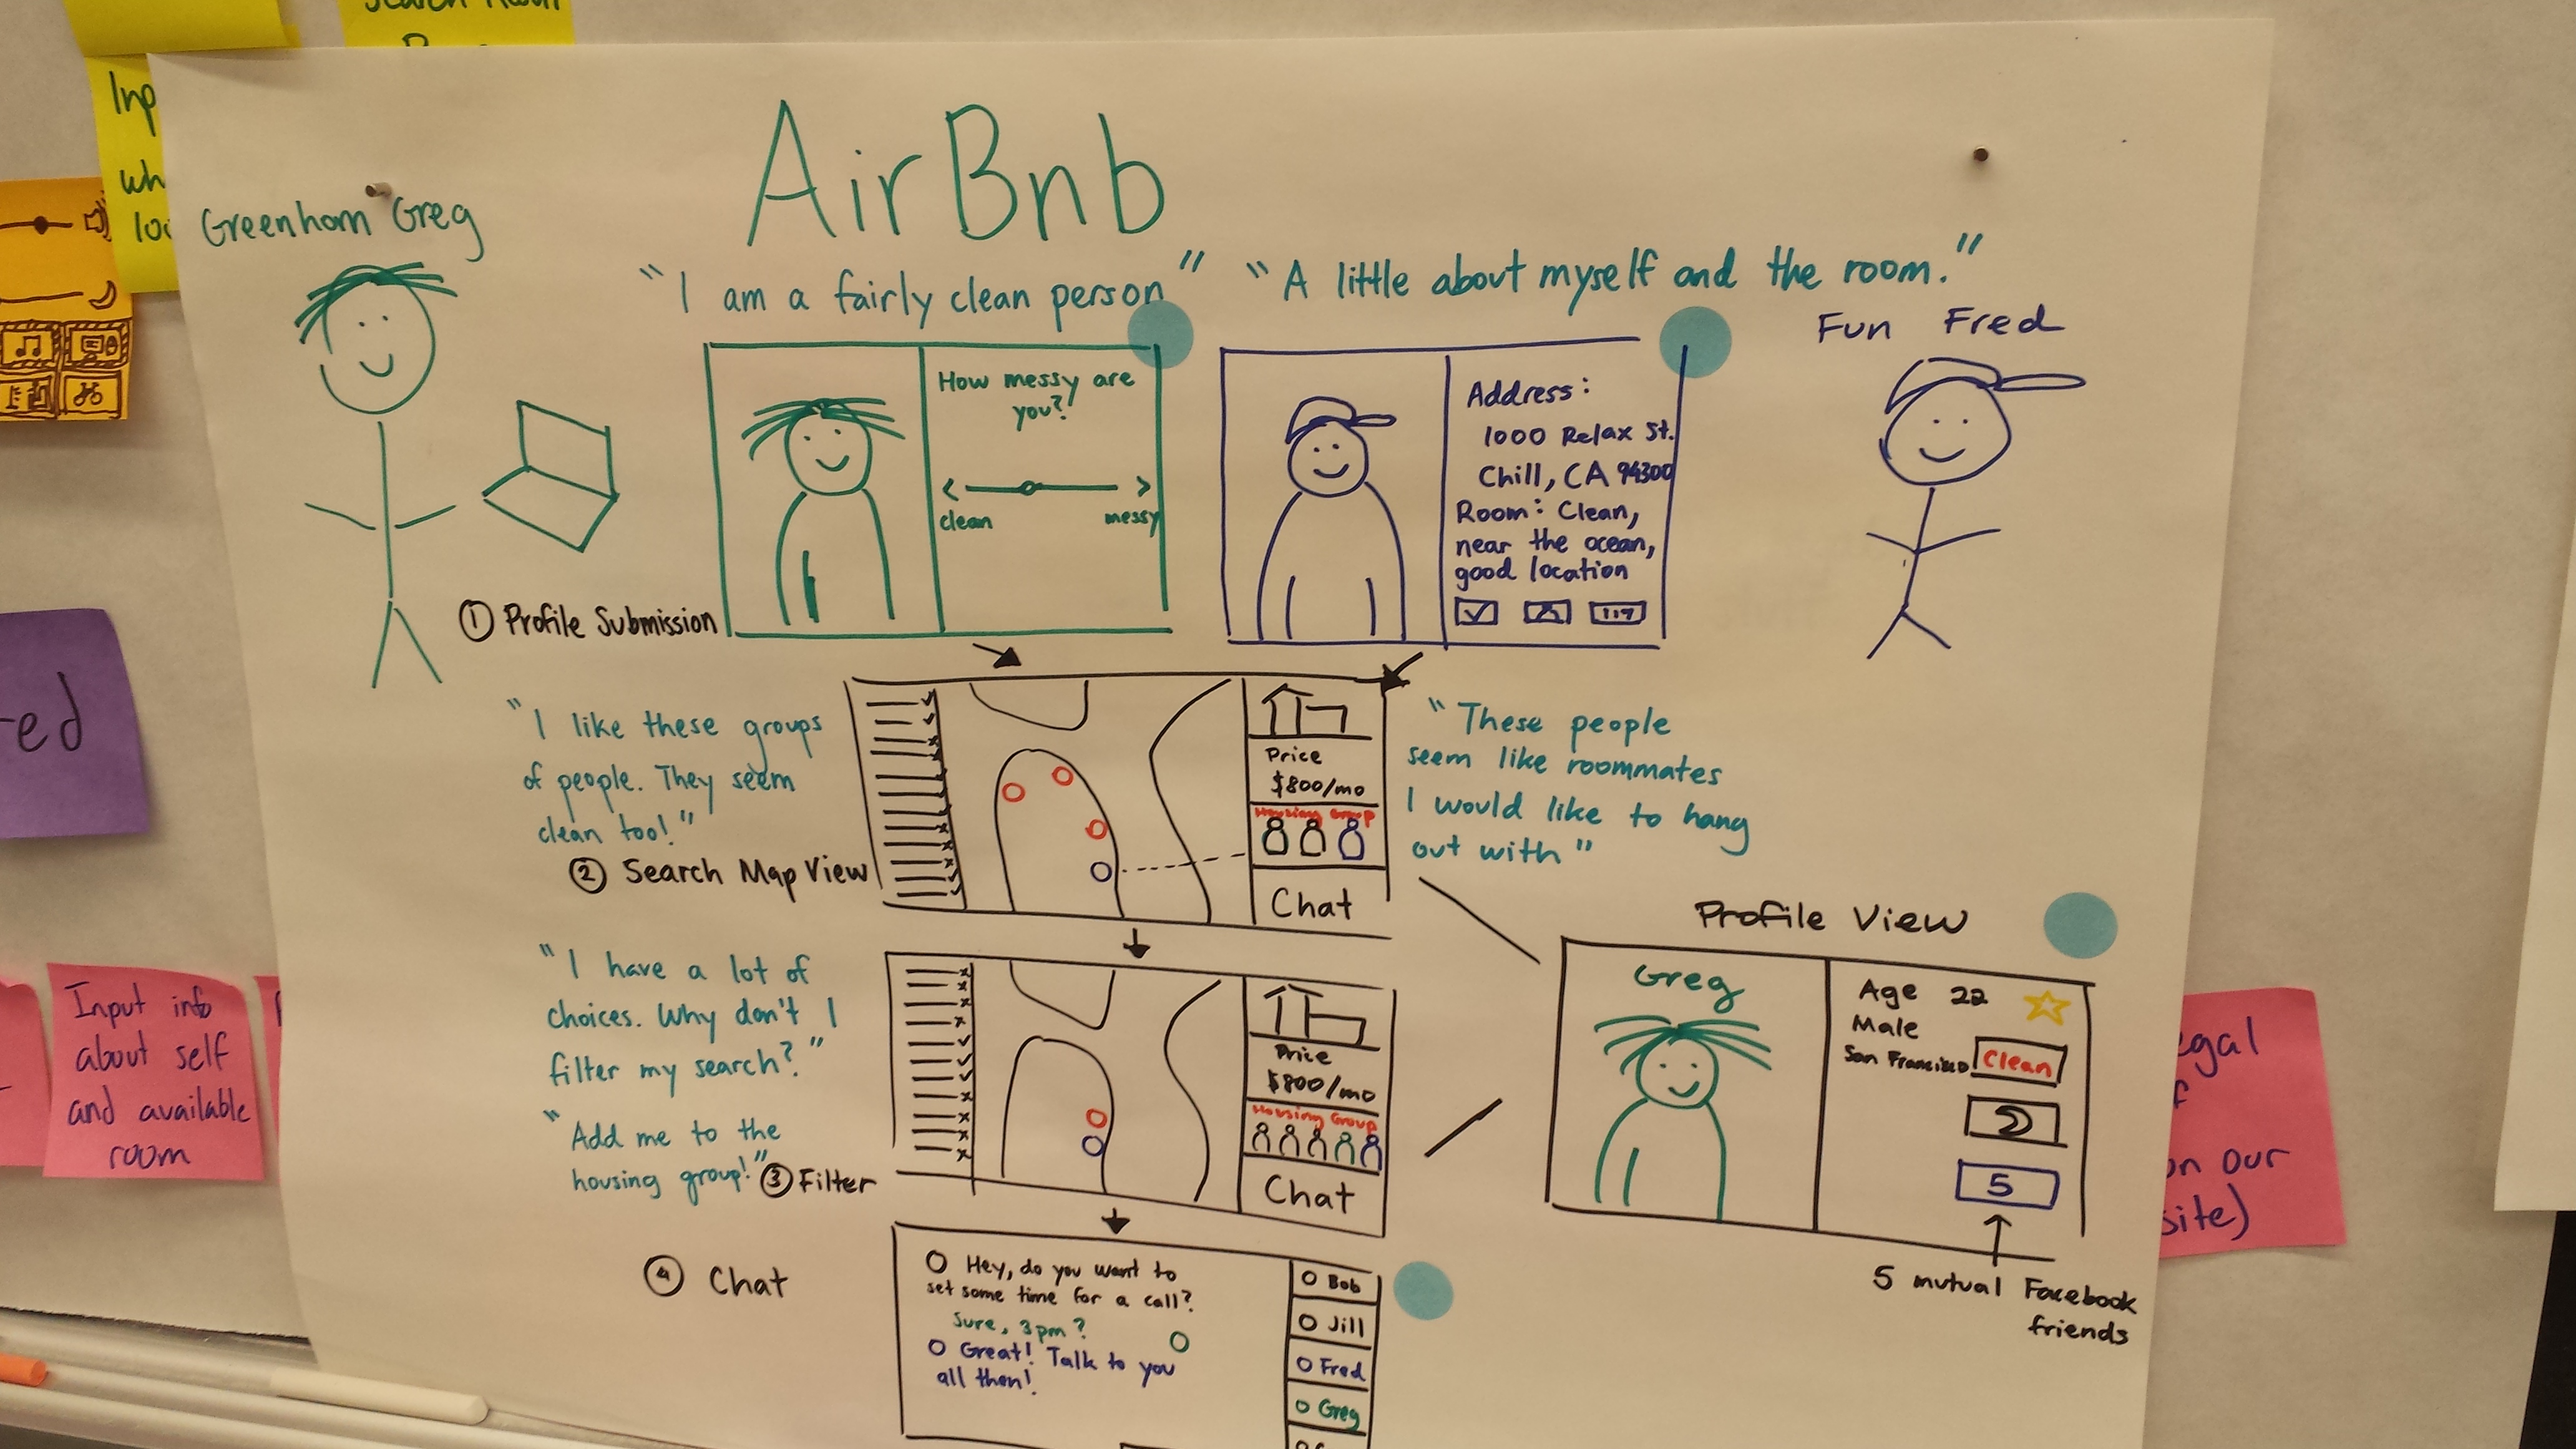 Search
Inp
wh
AirBnb
Greenhorn Greg
"I am a fairly clean person"
"A little about myself and the room."
Fun Fred
How messy are
you?
clean
messy
Address:
1000 Relax St.
Chill, CA 94300
Room: Clean,
near the ocean,
good location
① Profile Submission
"I like these groups
of people. They seem
clean too!"
② Search Map View
Price
$800/mo
Housing Group
Chat
"These people
seem like roommates
I would like to hang
out with"
"I have a lot of
choices. Why don't I
filter my search?"
"Add me to the
housing group!"
③ Filter
Price
$800/mo
Housing Group
Chat
Profile View
Greg
Age 22
Male
San Francisco
Clean
5
5 mutual Facebook
friends
④ Chat
Hey, do you want to
set some time for a call?
Sure, 3pm?
Great! Talk to you
all then!
Bob
Jill
Fred
Greg
ed
Input info
about self
and available
room
egal
on our
site)